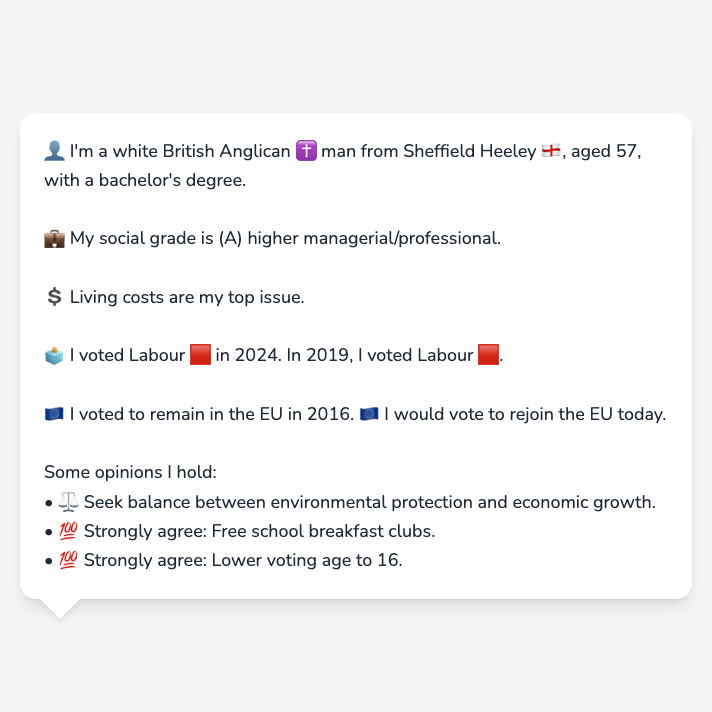 👤 I'm a white British Anglican ✝️ man from Sheffield Heeley 🏴󠁧󠁢󠁥󠁮󠁧󠁿, aged 57,
with a bachelor's degree.
💼 My social grade is (A) higher managerial/professional.
💲 Living costs are my top issue.
🗳️ I voted Labour 🟥 in 2024. In 2019, I voted Labour 🟥.
🇪🇺 I voted to remain in the EU in 2016. 🇪🇺 I would vote to rejoin the EU today.
Some opinions I hold:
• ⚖️ Seek balance between environmental protection and economic growth.
• 💯 Strongly agree: Free school breakfast clubs.
• 💯 Strongly agree: Lower voting age to 16.